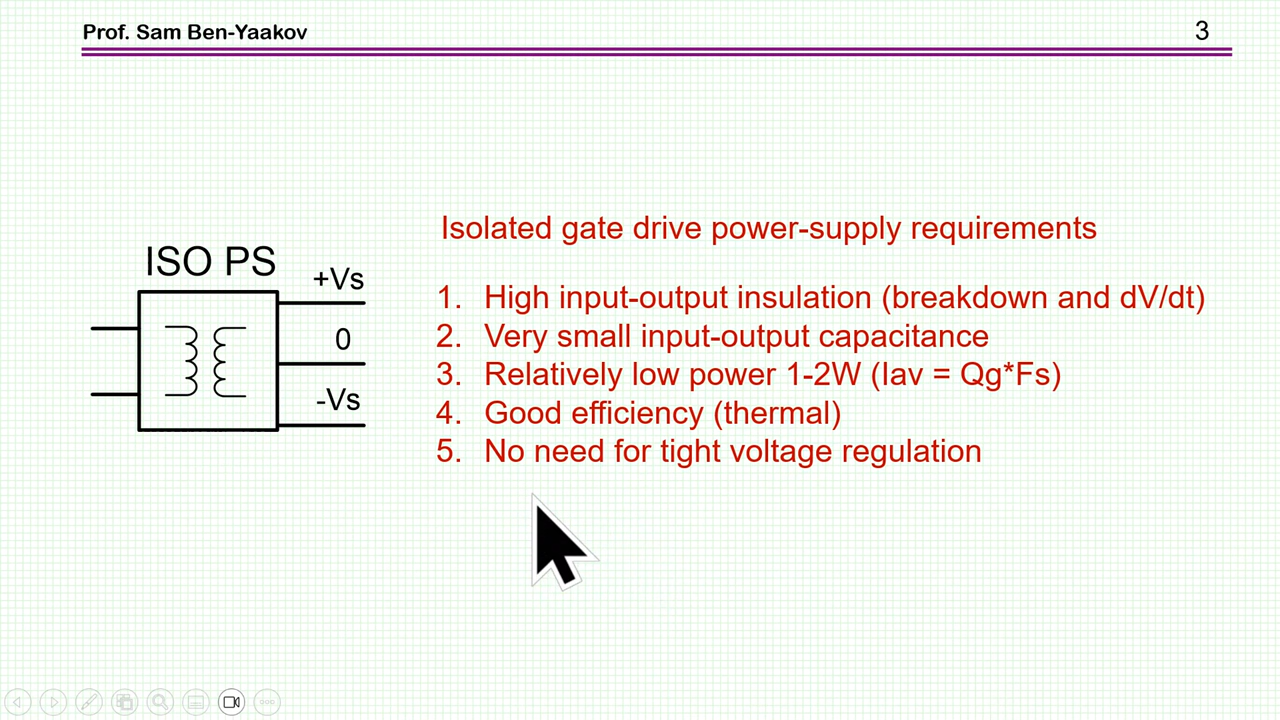 Prof. Sam Ben-Yaakov
3
Isolated gate drive power-supply requirements
ISO PS
+Vs
0
-Vs
1. High input-output insulation (breakdown and dV/dt)
2. Very small input-output capacitance
3. Relatively low power 1-2W (Iav = Qg*Fs)
4. Good efficiency (thermal)
5. No need for tight voltage regulation